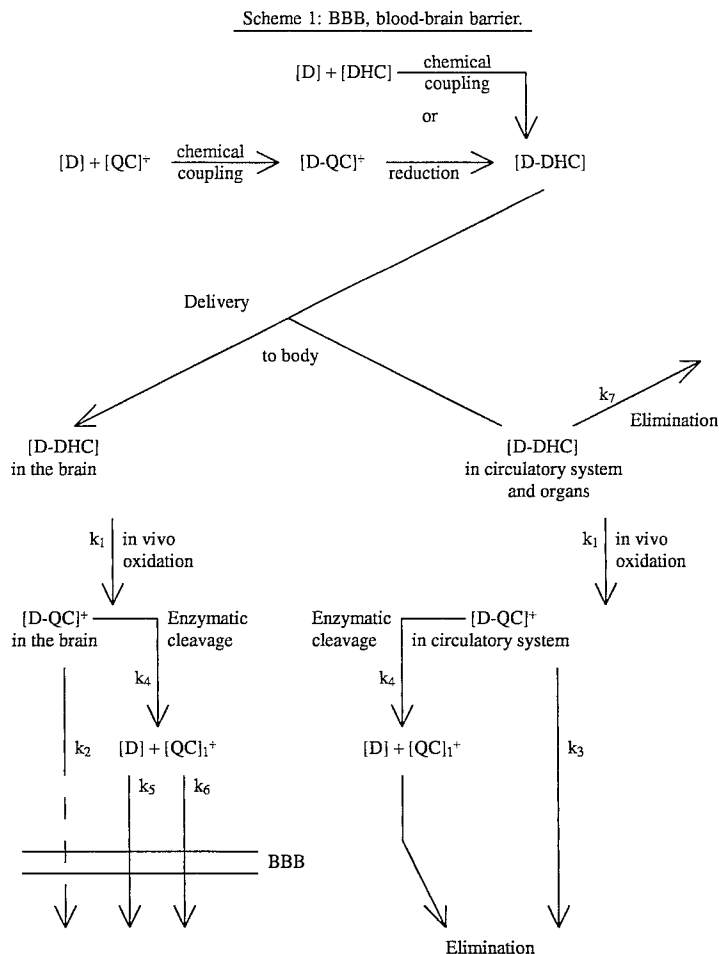 Scheme 1: BBB, blood-brain barrier.
[D] + [DHC]
chemical
coupling
or
[D] + [QC]⁺
chemical
coupling
[D-QC]⁺
reduction
[D-DHC]
Delivery
to body
k₇
Elimination
[D-DHC]
in the brain
[D-DHC]
in circulatory system
and organs
k₁
in vivo
oxidation
k₁
in vivo
oxidation
[D-QC]⁺
in the brain
Enzymatic
cleavage
Enzymatic
cleavage
[D-QC]⁺
in circulatory system
k₄
k₄
k₂
[D] + [QC]₁⁺
[D] + [QC]₁⁺
k₃
k₅
k₆
BBB
Elimination